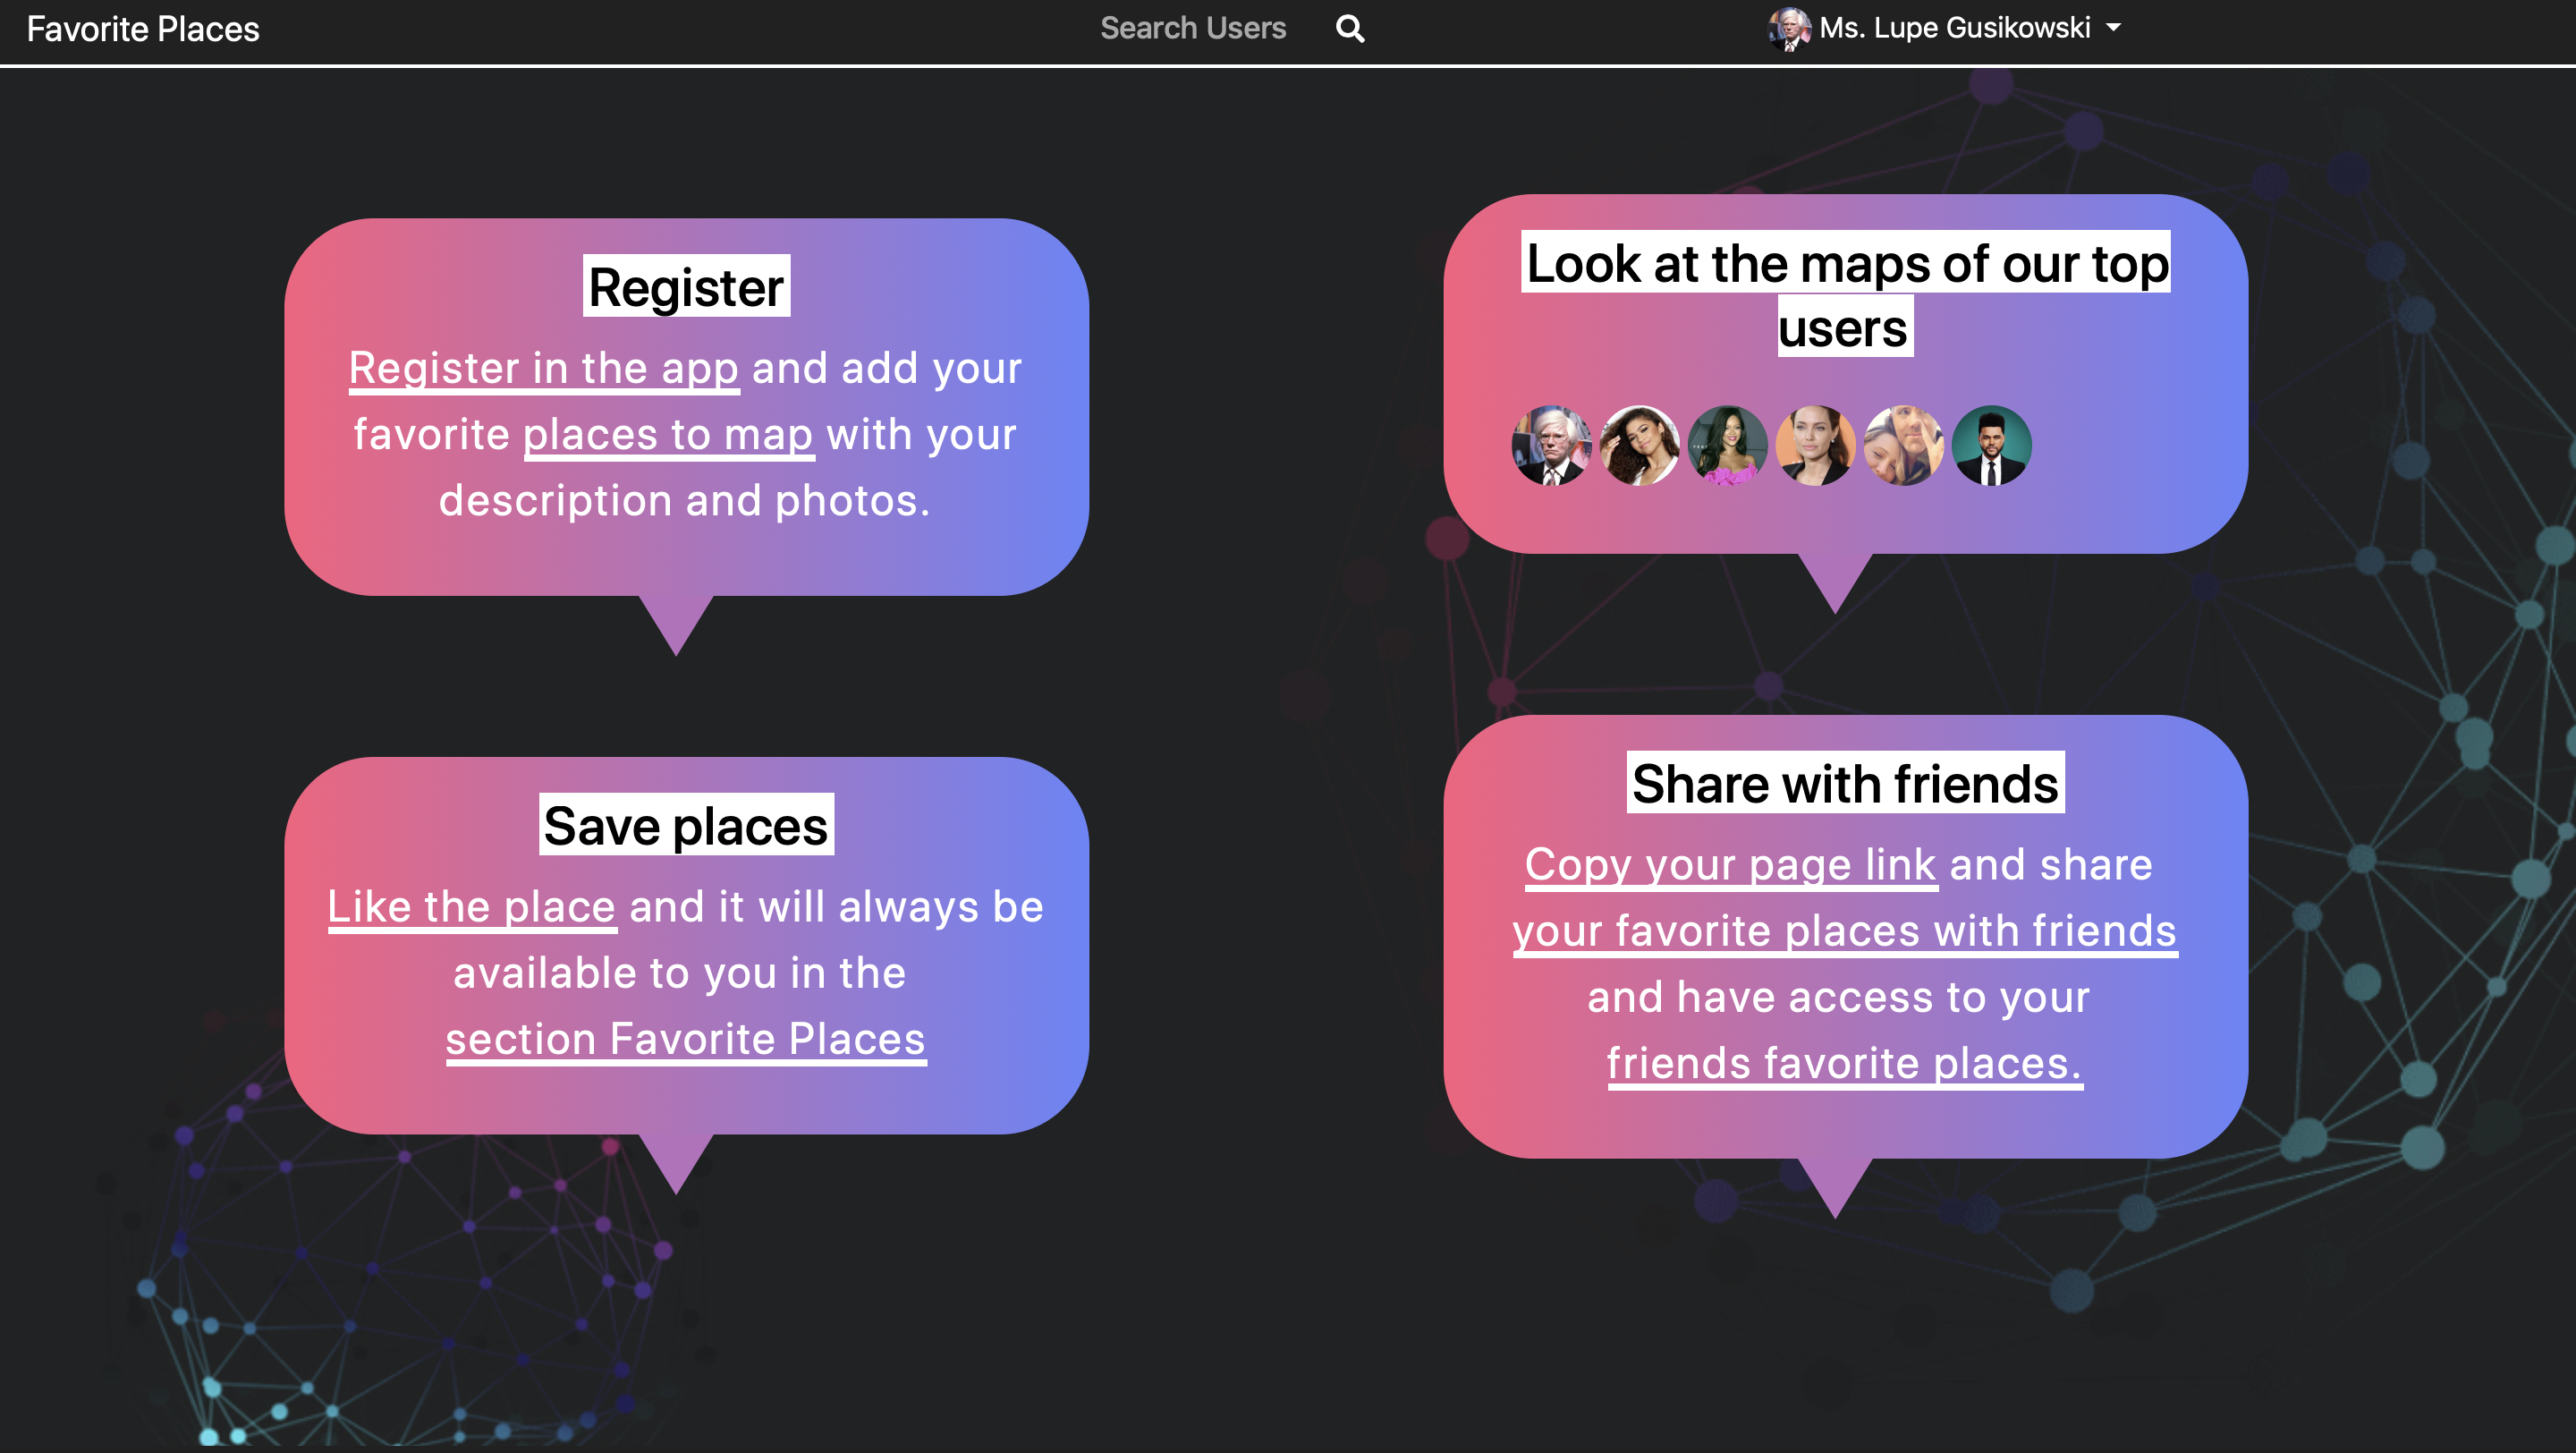 Favorite Places
Search Users
Ms. Lupe Gusikowski
Register
Register in the app and add your
favorite places to map with your
description and photos.
Look at the maps of our top
users
Save places
Like the place and it will always be
available to you in the
section Favorite Places
Share with friends
Copy your page link and share
your favorite places with friends
and have access to your
friends favorite places.